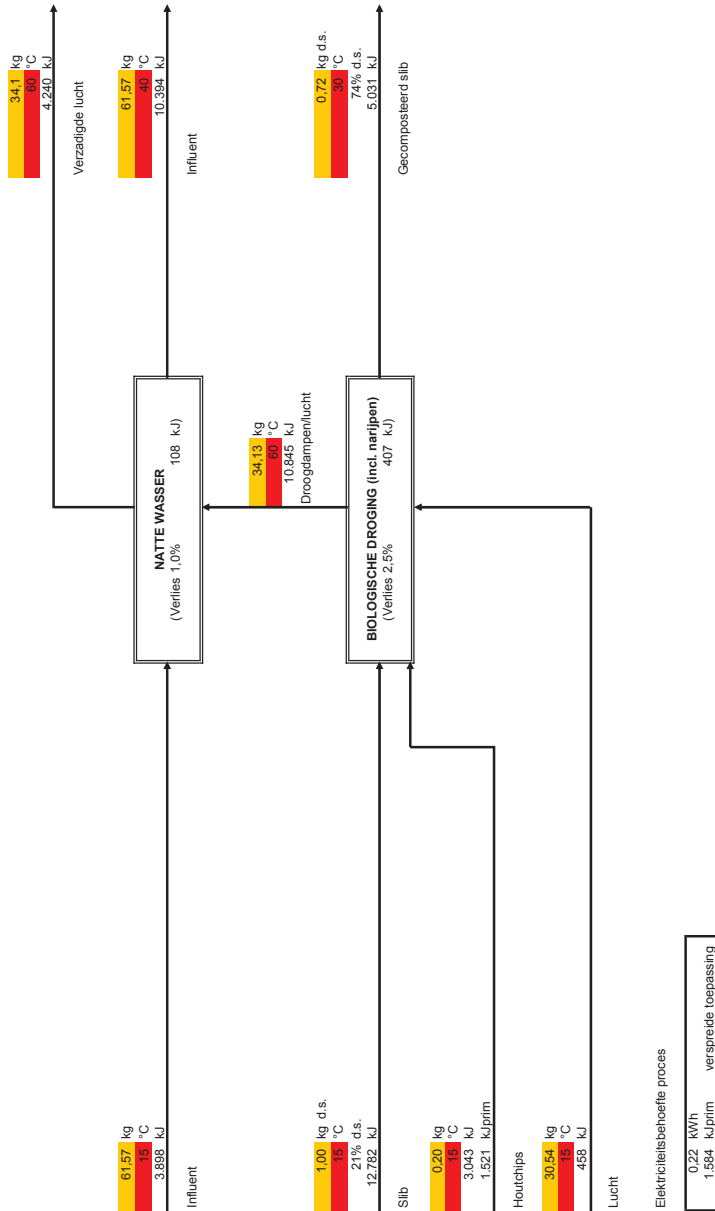 34,1 kg
60 °C
4.240 kJ
Verzadigde lucht
61,57 kg
15 °C
3.898 kJ
Influent
NATTE WASSER
(Verlies 1,0% 108 kJ)
61,57 kg
40 °C
10.394 kJ
Influent
34,13 kg
60 °C
10.845 kJ
Droogdampen/lucht
1,00 kg d.s.
15 °C
21% d.s.
12.782 kJ
Slib
BIOLOGISCHE DROGING (incl. narijpen)
(Verlies 2,5% 407 kJ)
0,72 kg d.s.
30 °C
74% d.s.
5.031 kJ
Gecomposteerd slib
0,20 kg
15 °C
3.043 kJ
1.521 kJprim
Houtchips
30,54 kg
15 °C
458 kJ
Lucht
Elektriciteitsbehoefte proces
0,22 kWh
1.584 kJprim verspreide toepassing